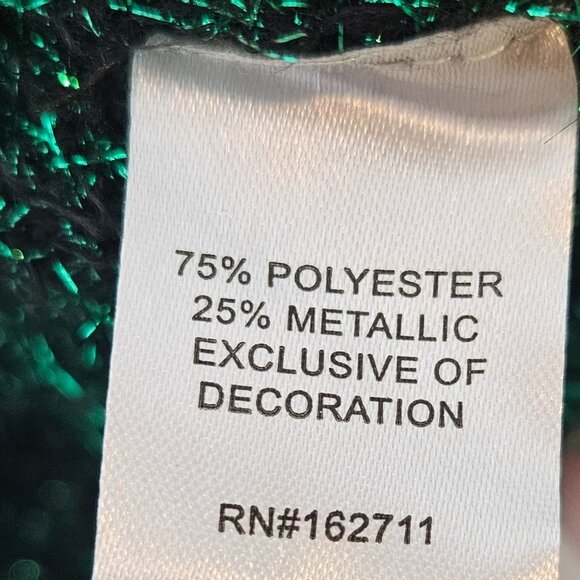 75% POLYESTER
25% METALLIC
EXCLUSIVE OF
DECORATION
RN#162711